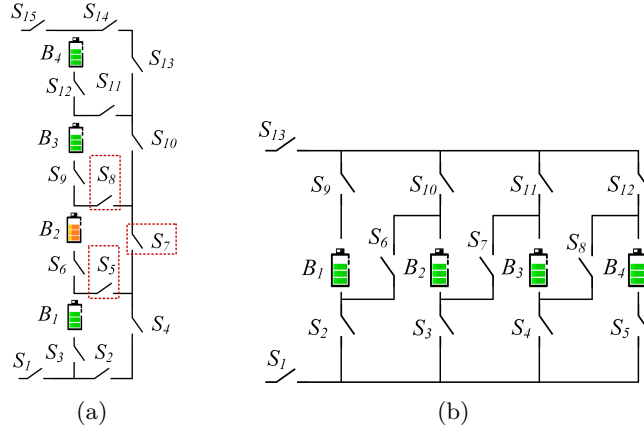 S15 S14
B4 S13
S12 S11
B3 S10
S9 S8
B2 S7
S6 S5
B1 S4
S1 S3 S2
(a)
S13
S9 S10 S11 S12
S6 S7 S8
B1 B2 B3 B4
S2 S3 S4 S5
S1
(b)